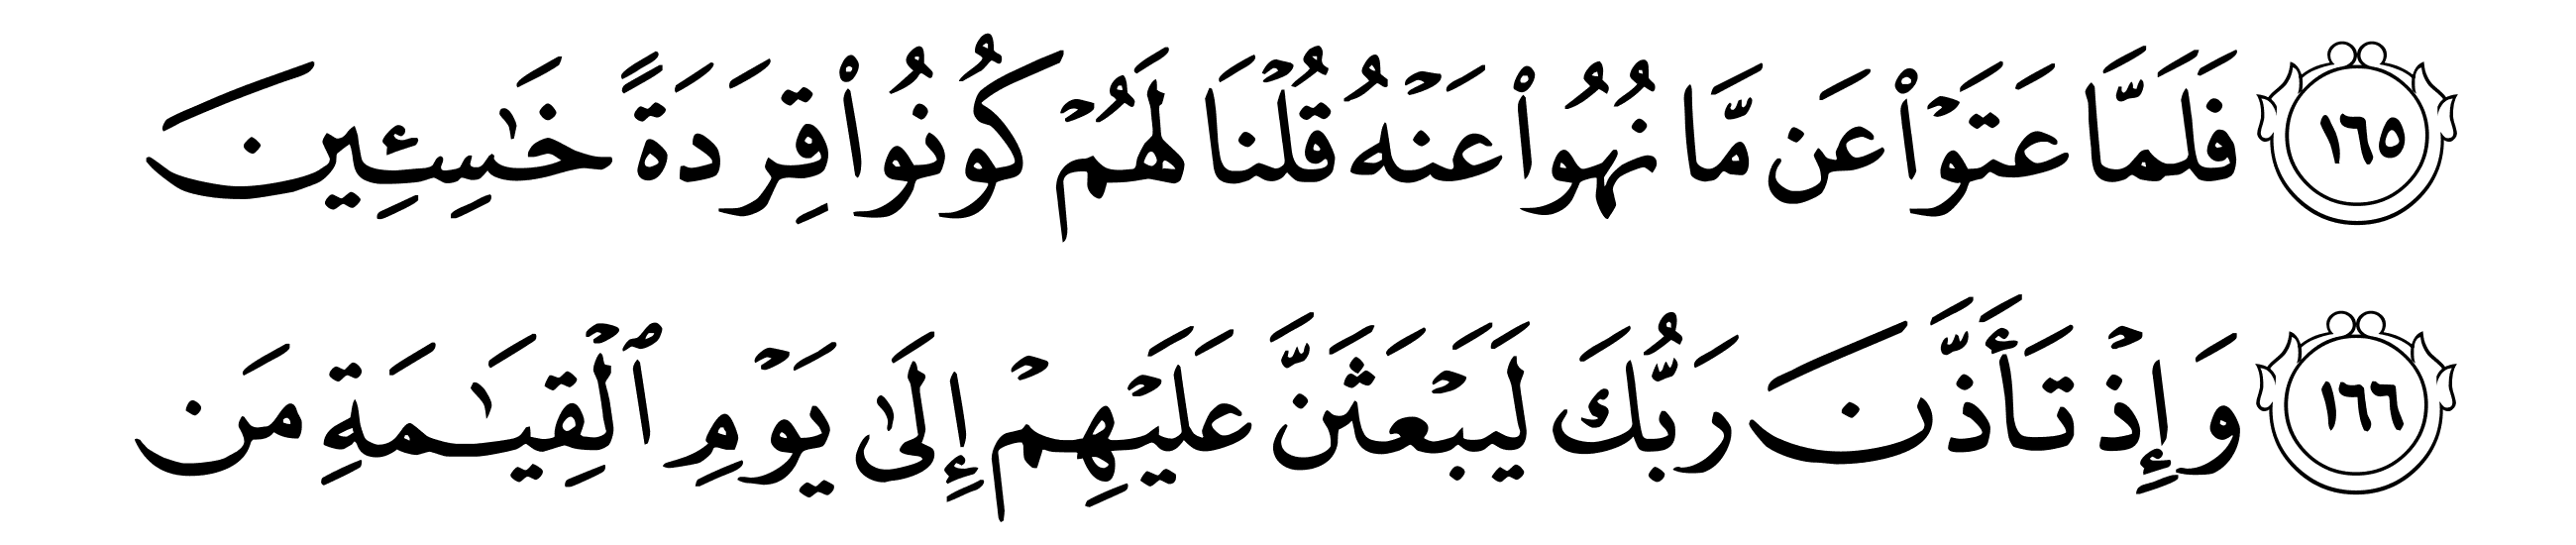 ١٦٥ فَلَمَّا عَتَوۡاْ عَن مَّا نُهُواْ عَنۡهُ قُلۡنَا لَهُمۡ كُونُواْ قِرَدَةً خَٰسِـِٔينَ
١٦٦ وَإِذۡ تَأَذَّنَ رَبُّكَ لَيَبۡعَثَنَّ عَلَيۡهِمۡ إِلَىٰ يَوۡمِ ٱلۡقِيَٰمَةِ مَن